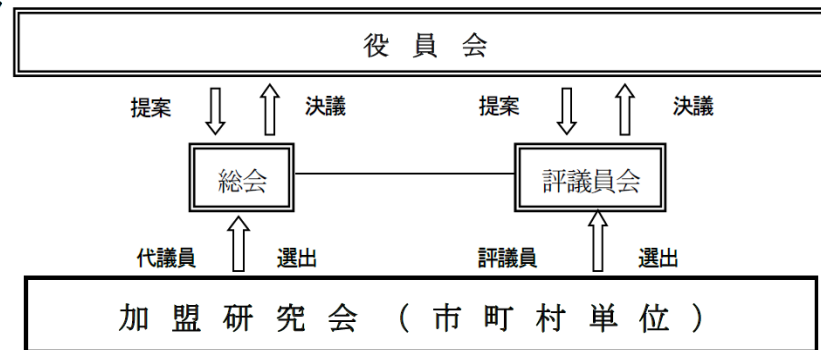 役員会
提案 決議 提案 決議
総会 評議員会
代議員 選出 評議員 選出
加盟研究会(市町村単位)